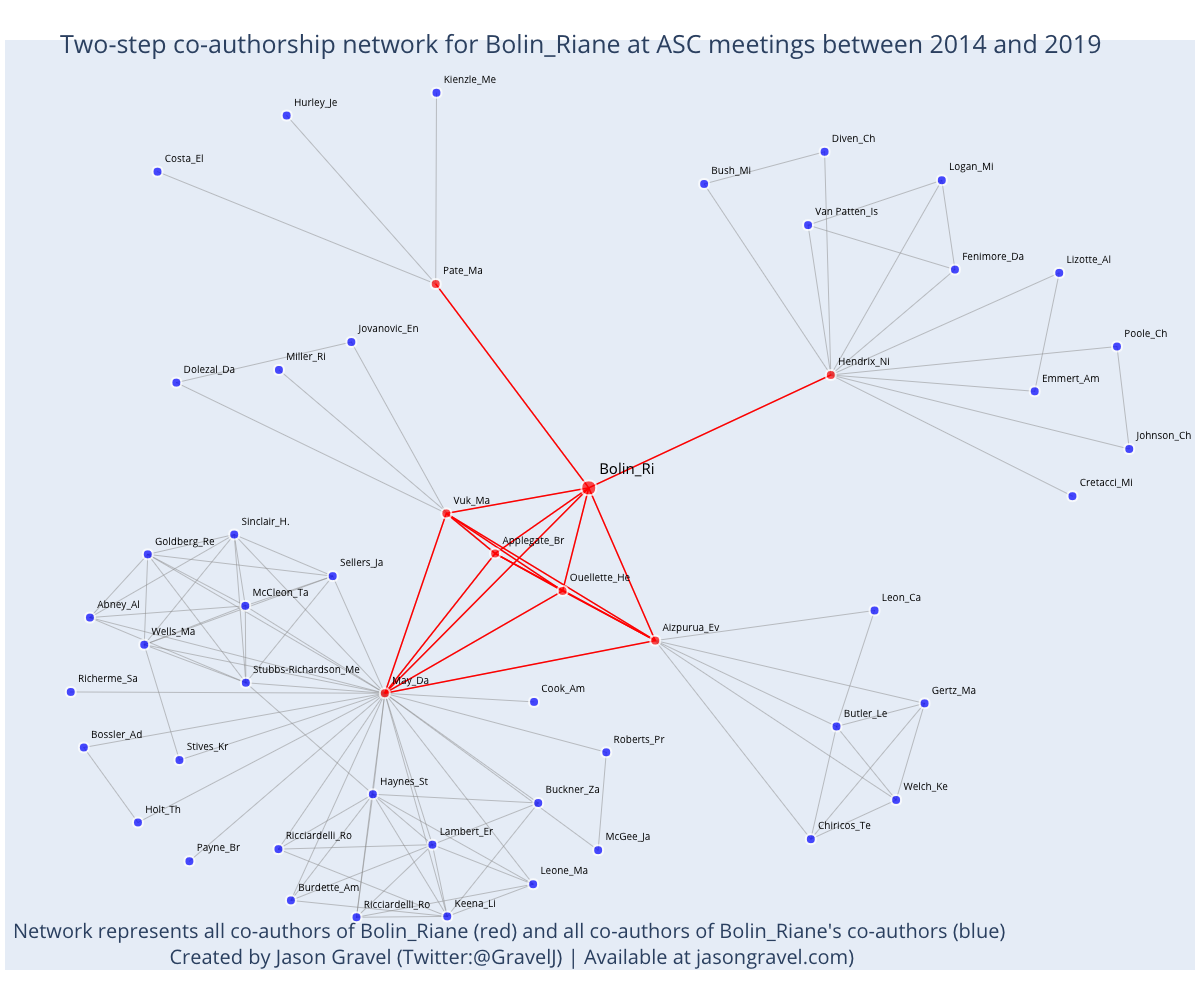 Two-step co-authorship network for Bolin_Riane at ASC meetings between 2014 and 2019
Kienzle_Me
Hurley_Je
Costa_El
Diven_Ch
Bush_Mi
Logan_Mi
Van Patten_Is
Fenimore_Da
Lizotte_Al
Pate_Ma
Jovanovic_En
Miller_Ri
Dolezal_Da
Poole_Ch
Hendrix_Ni
Emmert_Am
Johnson_Ch
Bolin_Ri
Cretacci_Mi
Vuk_Ma
Sinclair_H.
Goldberg_Re
Applegate_Br
Sellers_Ja
Ouellette_He
McCleon_Ta
Abney_Al
Leon_Ca
Wells_Ma
Aizpurua_Ev
Stubbs-Richardson_Me
Richerme_Sa
May_Da
Cook_Am
Gertz_Ma
Butler_Le
Bossler_Ad
Stives_Kr
Roberts_Pr
Haynes_St
Buckner_Za
Welch_Ke
Holt_Th
Chiricos_Te
Ricciardelli_Ro
Lambert_Er
McGee_Ja
Payne_Br
Leone_Ma
Burdette_Am
Ricciardelli_Ro
Keena_Li
Network represents all co-authors of Bolin_Riane (red) and all co-authors of Bolin_Riane's co-authors (blue)
Created by Jason Gravel (Twitter:@GravelJ) | Available at jasongravel.com)